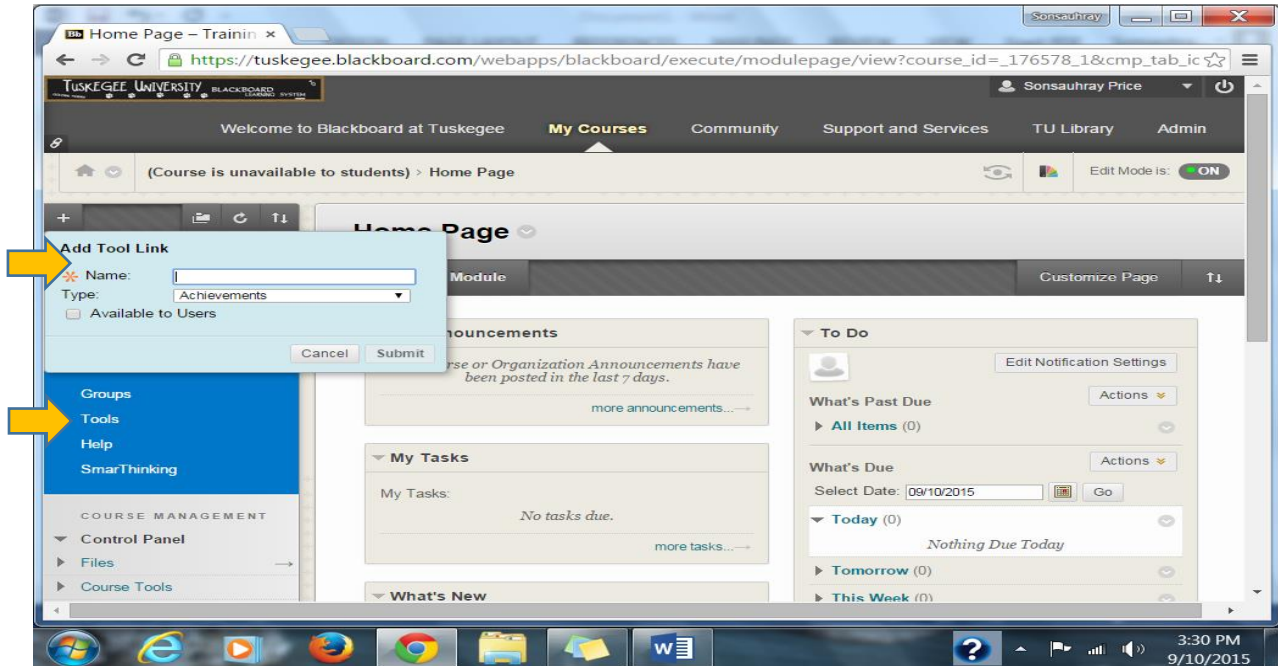 Sonsauhray
Home Page – Trainin ×
https://tuskegee.blackboard.com/webapps/blackboard/execute/modulepage/view?course_id=_176578_1&cmp_tab_ic
TUSKEGEE UNIVERSITY BLACKBOARD LEARNING SYSTEM
Sonsauhray Price
Welcome to Blackboard at Tuskegee My Courses Community Support and Services TU Library Admin
(Course is unavailable to students) > Home Page
Edit Mode is: ON
Home Page
Add Tool Link
Name:
Type: Achievements
Available to Users
Cancel Submit
Module
Customize Page
Groups
Tools
Help
SmarThinking
COURSE MANAGEMENT
Control Panel
Files
Course Tools
ouncements
rse or Organization Announcements have
been posted in the last 7 days.
more announcements...
My Tasks
My Tasks:
No tasks due.
more tasks...
What's New
To Do
Edit Notification Settings
What's Past Due
Actions
All Items (0)
What's Due
Actions
Select Date: 09/10/2015 Go
Today (0)
Nothing Due Today
Tomorrow (0)
This Week (0)
3:30 PM
9/10/2015